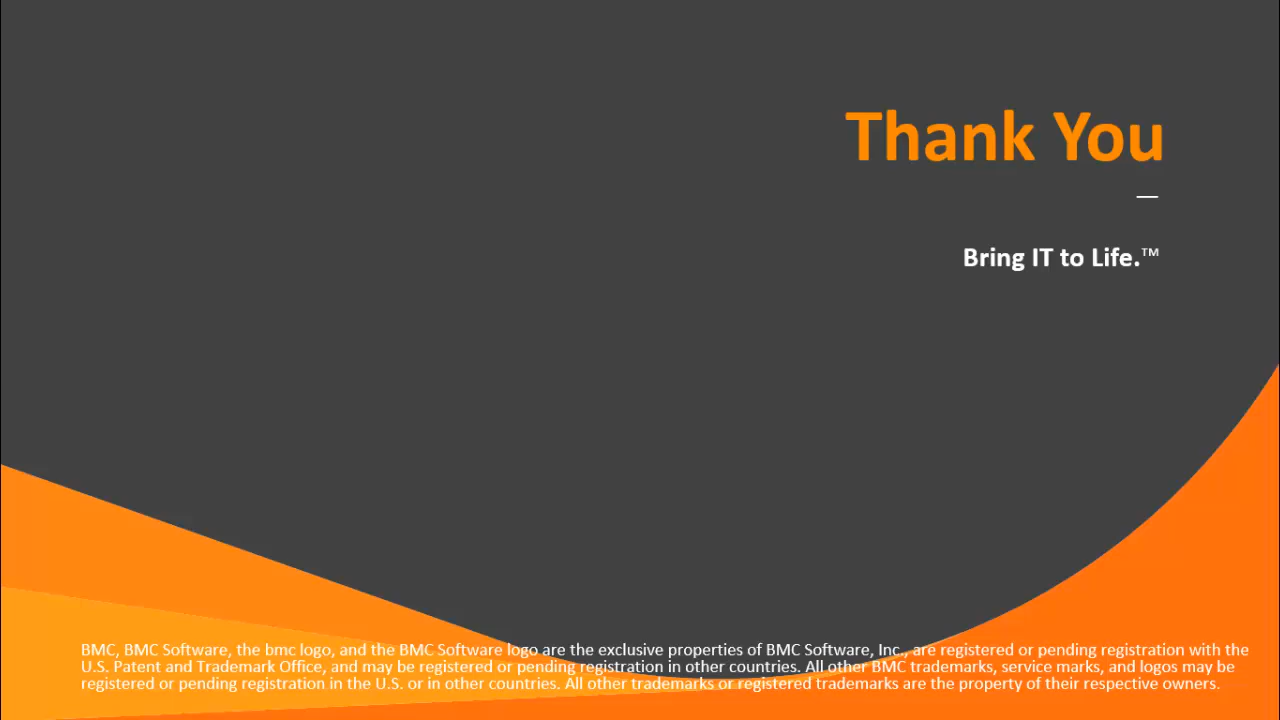 Thank You
—
Bring IT to Life.™
BMC, BMC Software, the bmc logo, and the BMC Software logo are the exclusive properties of BMC Software, Inc., are registered or pending registration with the
U.S. Patent and Trademark Office, and may be registered or pending registration in other countries. All other BMC trademarks, service marks, and logos may be
registered or pending registration in the U.S. or in other countries. All other trademarks or registered trademarks are the property of their respective owners.